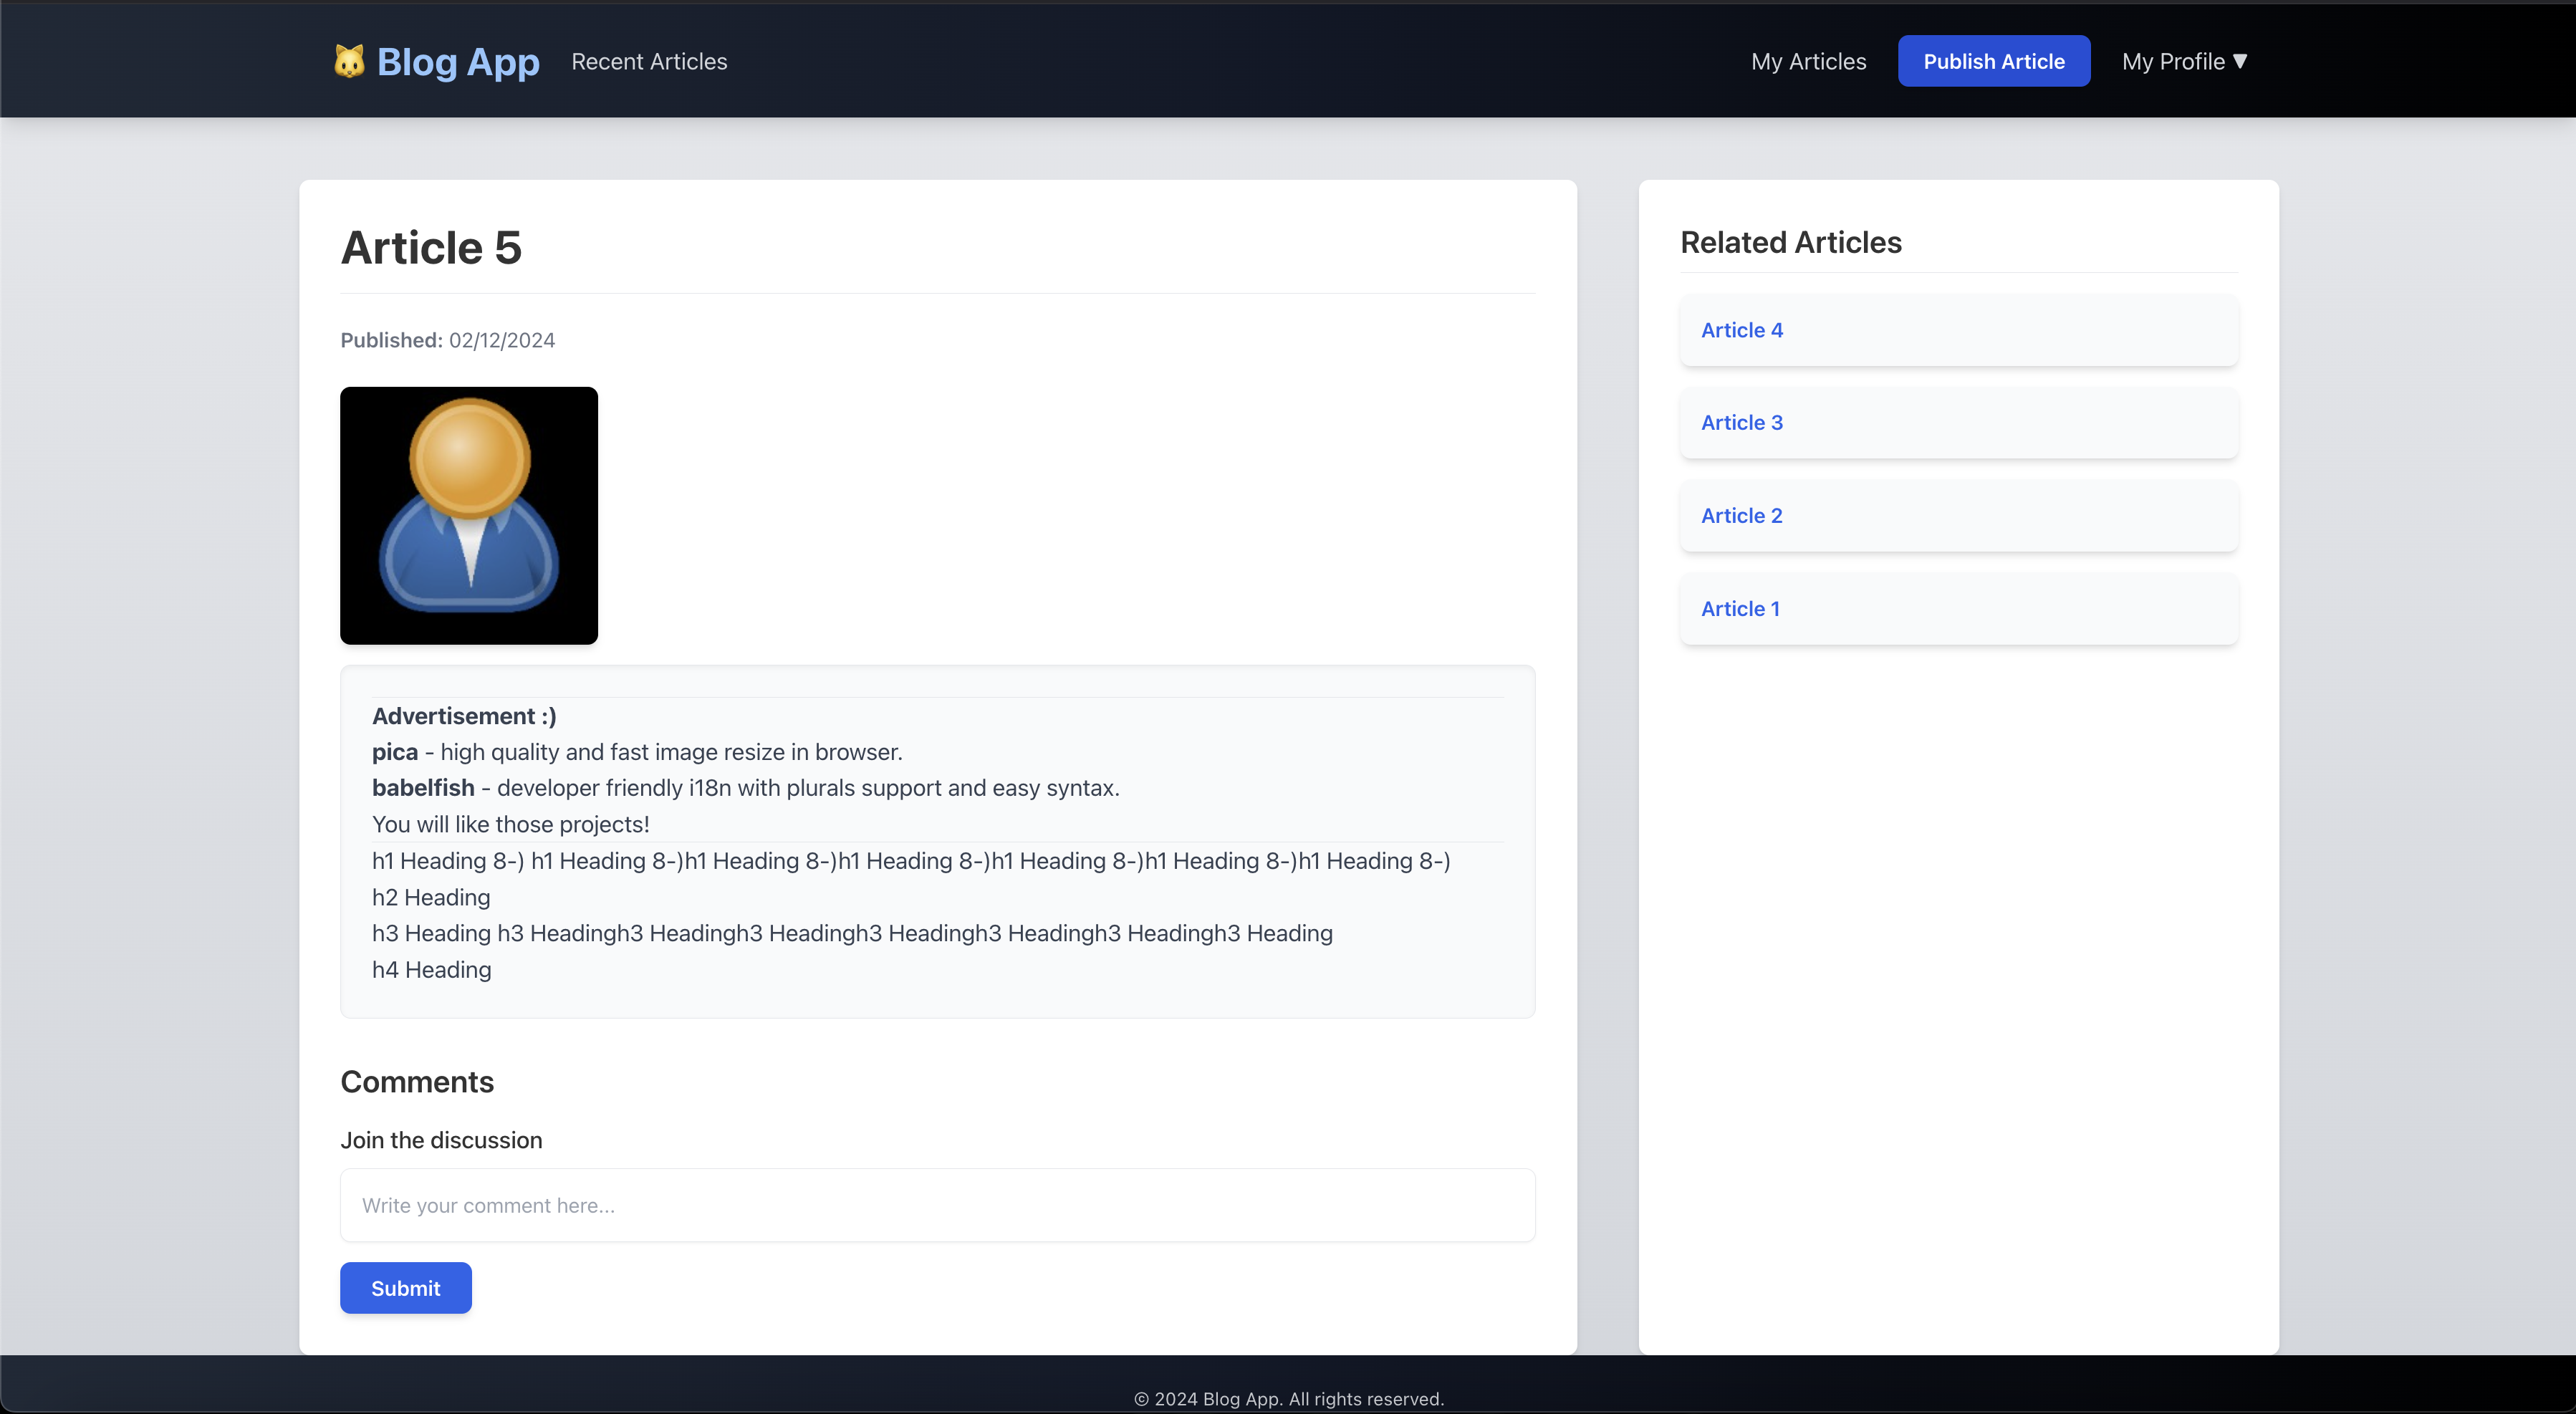 🐱 Blog App
Recent Articles
My Articles
Publish Article
My Profile ▼
Article 5
Published: 02/12/2024
Advertisement :)
pica - high quality and fast image resize in browser.
babelfish - developer friendly i18n with plurals support and easy syntax.
You will like those projects!
h1 Heading 8-) h1 Heading 8-)h1 Heading 8-)h1 Heading 8-)h1 Heading 8-)h1 Heading 8-)h1 Heading 8-)
h2 Heading
h3 Heading h3 Headingh3 Headingh3 Headingh3 Headingh3 Headingh3 Headingh3 Heading
h4 Heading
Comments
Join the discussion
Write your comment here...
Submit
Related Articles
Article 4
Article 3
Article 2
Article 1
© 2024 Blog App. All rights reserved.